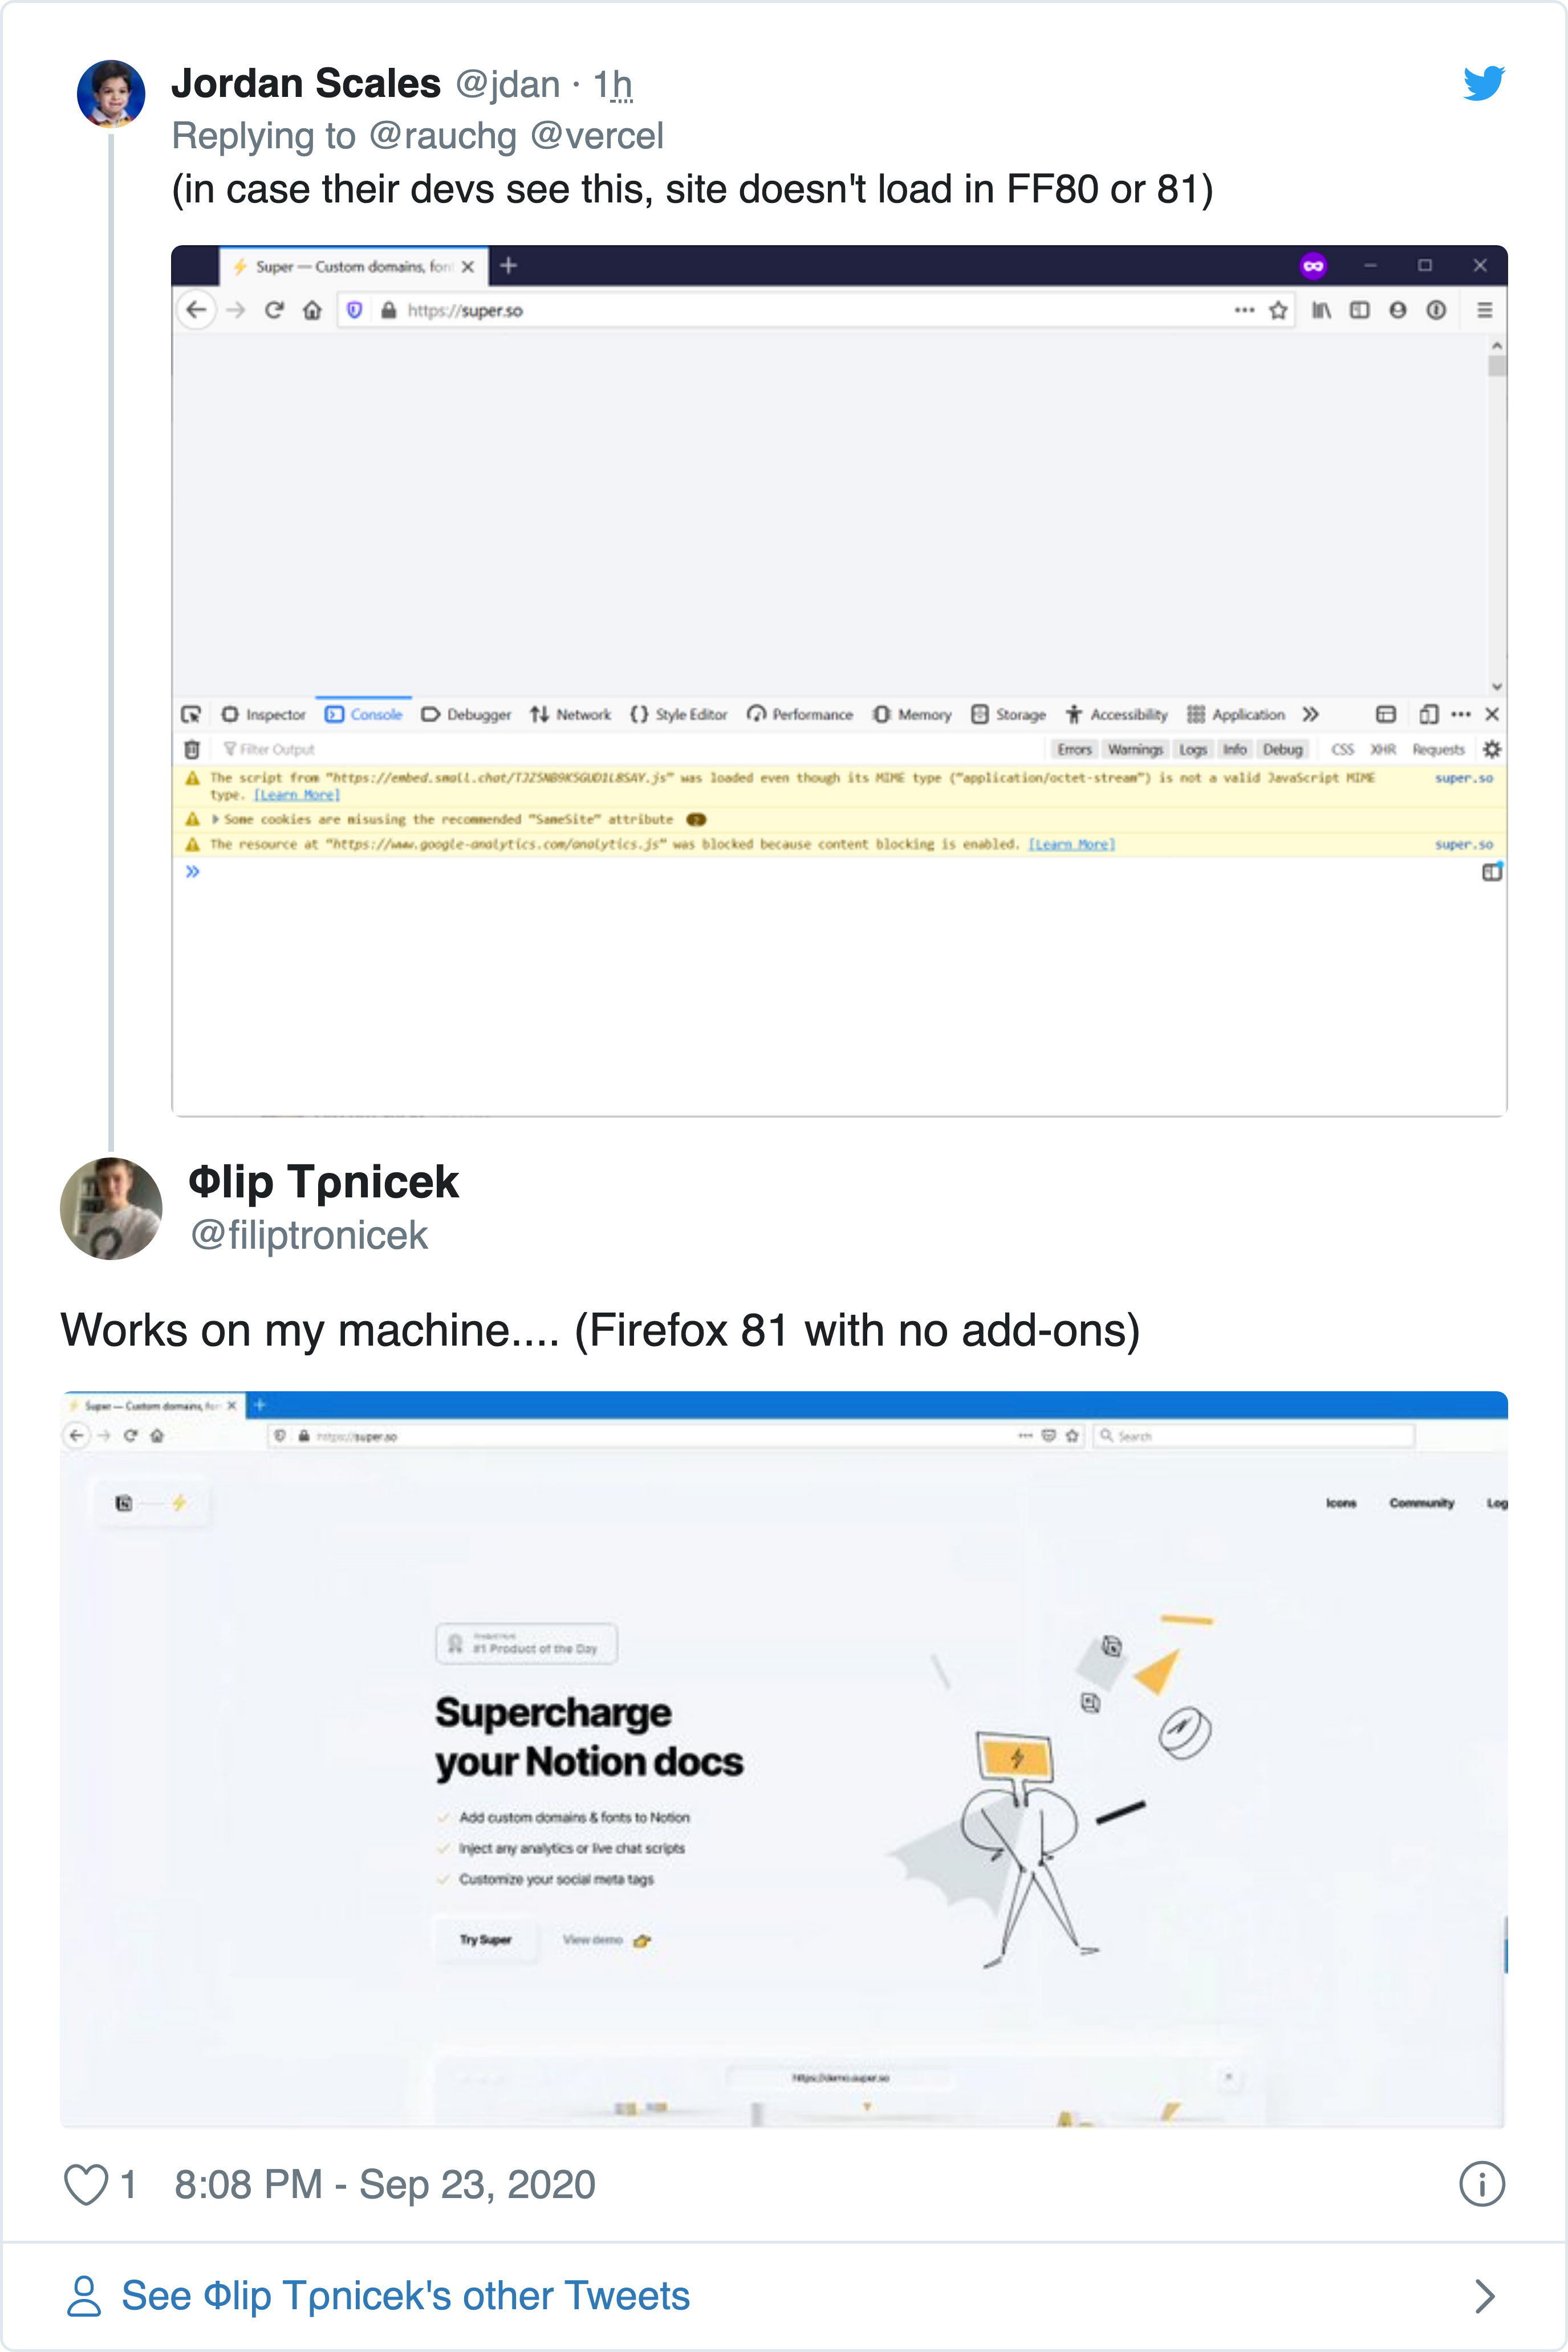 Jordan Scales @jdan · 1h
Replying to @rauchg @vercel
(in case their devs see this, site doesn't load in FF80 or 81)
Super — Custom domains, fon
https://super.so
Inspector Console Debugger Network Style Editor Performance Memory Storage Accessibility Application
Filter Output Errors Warnings Logs Info Debug CSS XHR Requests
The script from "https://embed.small.chat/ was loaded even though its MIME type ("application/octet-stream") is not a valid JavaScript MIME super.so
type. [Learn More]
Some cookies are misusing the recommended "SameSite" attribute 2
The resource at "https://www.google-analytics.com/analytics.js" was blocked because content blocking is enabled. [Learn More] super.so
Φlip Tρnicek
@filiptronicek
Works on my machine.... (Firefox 81 with no add-ons)
Super — Custom domains, fon
https://super.so Search
Icons Community Log
#1 Product of the Day
Supercharge
your Notion docs
Add custom domains & fonts to Notion
Inject any analytics or live chat scripts
Customize your social meta tags
Try Super View demo
https://demo.super.so
1 8:08 PM - Sep 23, 2020
See Φlip Tρnicek's other Tweets